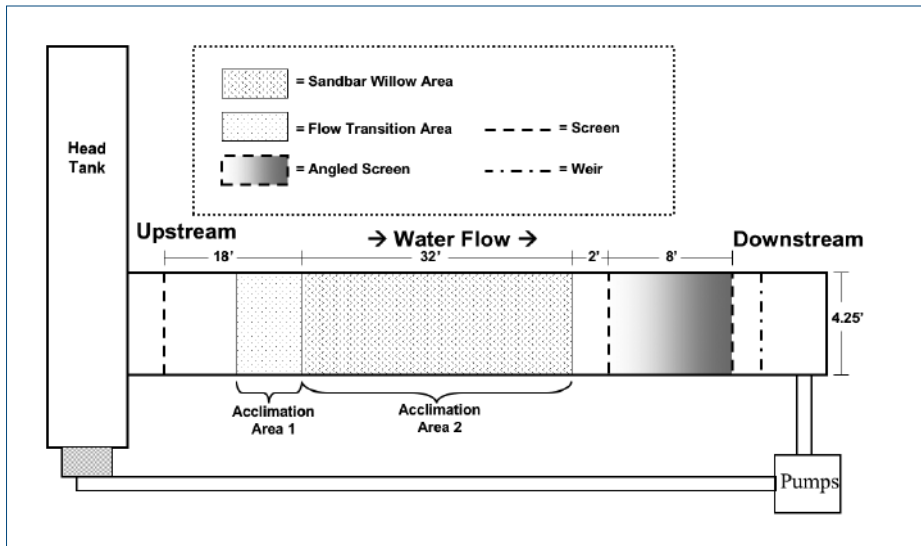 = Sandbar Willow Area
Head
Tank
= Flow Transition Area
= Screen
= Angled Screen
= Weir
Upstream
→ Water Flow →
Downstream
18'
32'
2'
8'
4.25'
Acclimation
Area 1
Acclimation
Area 2
Pumps